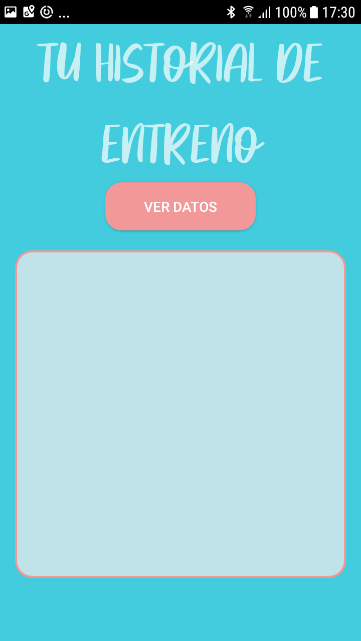 ... 100% 17:30
TU HISTORIAL DE
ENTRENO
VER DATOS